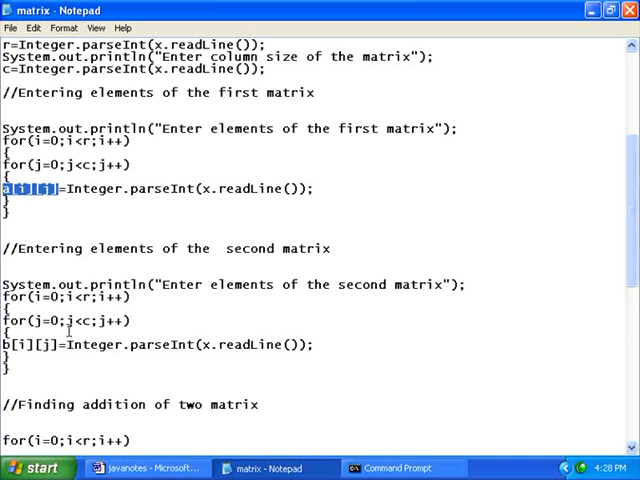 matrix - Notepad
File Edit Format View Help
r=Integer.parseInt(x.readLine());
System.out.println("Enter column size of the matrix");
c=Integer.parseInt(x.readLine());
//Entering elements of the first matrix
System.out.println("Enter elements of the first matrix");
for(i=0;i<r;i++)
{
for(j=0;j<c;j++)
{
a[i][j]=Integer.parseInt(x.readLine());
}
}
//Entering elements of the  second matrix
System.out.println("Enter elements of the second matrix");
for(i=0;i<r;i++)
{
for(j=0;j<c;j++)
{
b[i][j]=Integer.parseInt(x.readLine());
}
}
//Finding addition of two matrix
for(i=0;i<r;i++)
start javanotes - Microsoft... matrix - Notepad Command Prompt 4:28 PM